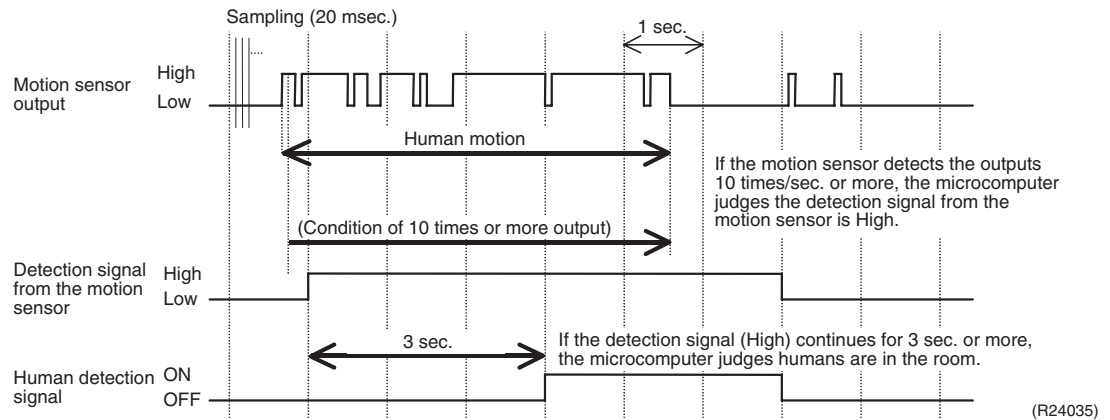 Sampling (20 msec.)
....
1 sec.
Motion sensor
output
High
Low
Human motion
If the motion sensor detects the outputs
10 times/sec. or more, the microcomputer
judges the detection signal from the
motion sensor is High.
(Condition of 10 times or more output)
Detection signal
from the motion
sensor
High
Low
3 sec.
If the detection signal (High) continues for 3 sec. or more,
the microcomputer judges humans are in the room.
Human detection
signal
ON
OFF
(R24035)